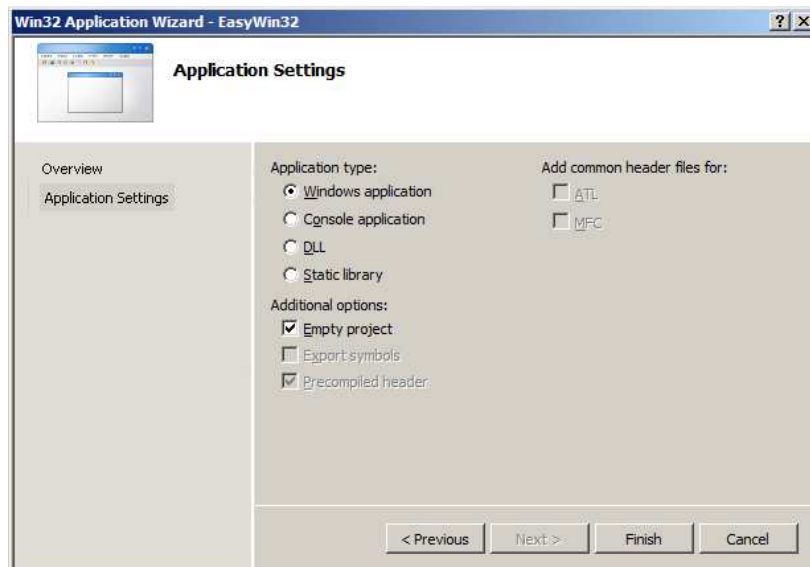 Win32 Application Wizard - EasyWin32
Application Settings
Overview
Application Settings
Application type:
Windows application
Console application
DLL
Static library
Additional options:
Empty project
Export symbols
Precompiled header
Add common header files for:
ATL
MFC
< Previous
Next >
Finish
Cancel